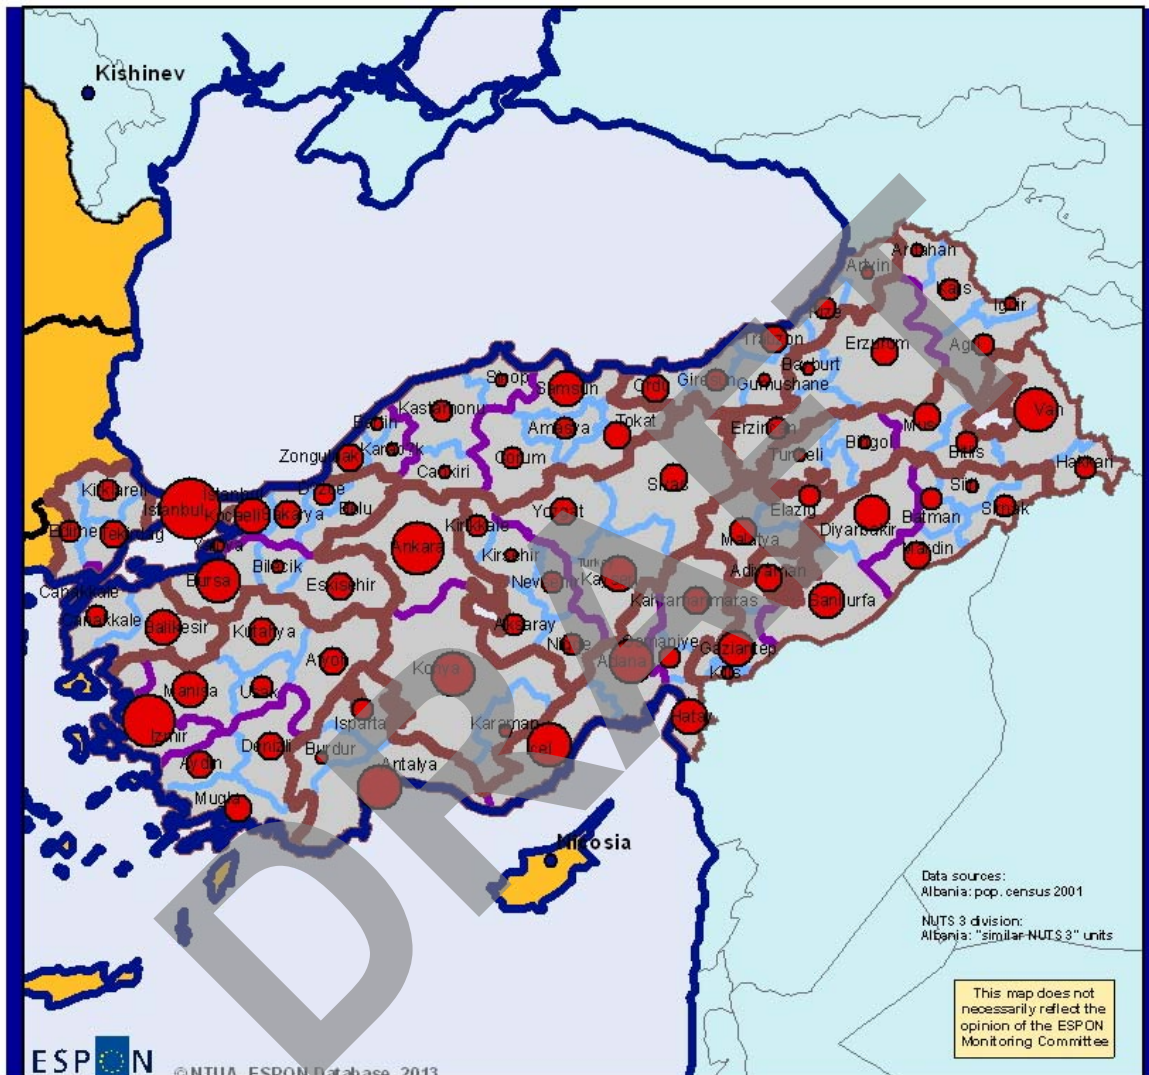 Kishinev
Ardahan
Artvin
Kars
Igdir
Rize
Trabzon
Erzurum
Agri
Bayburt
Giresun
Gumushane
Sinop
Samsun
Ordu
Van
Kastamonu
Bartin
Amasya
Tokat
Erzincan
Mus
Karabuk
Zonguldak
Corum
Bingol
Bitlis
Cankiri
Tunceli
Hakkari
Sivas
Siirt
Kirklareli
Istanbul
Duzce
Istanbul
Kocaeli
Sakarya
Bolu
Yozgat
Elazig
Batman
Sirnak
Edirne
Tekirdag
Kirikkale
Diyarbakir
Yalova
Ankara
Malatya
Mardin
Kirsehir
Bilecik
Turkey
Bursa
Eskisehir
Nevsehir
Kayseri
Adiyaman
Canakkale
Kahramanmaras
Sanliurfa
Canakkale
Balikesir
Kutahya
Aksaray
Nigde
Osmaniye
Gaziantep
Afyon
Adana
Konya
Kilis
Manisa
Usak
Izmir
Isparta
Karaman
Hatay
Denizli
Burdur
Icel
Aydin
Antalya
Mugla
Nicosia
DRAFT
Data sources:
Albania: pop. census 2001
NUTS 3 division:
Albania: "similar NUTS 3" units
This map does not
necessarily reflect the
opinion of the ESPON
Monitoring Committee
ESPON
© NTUA, ESPON Database, 2013